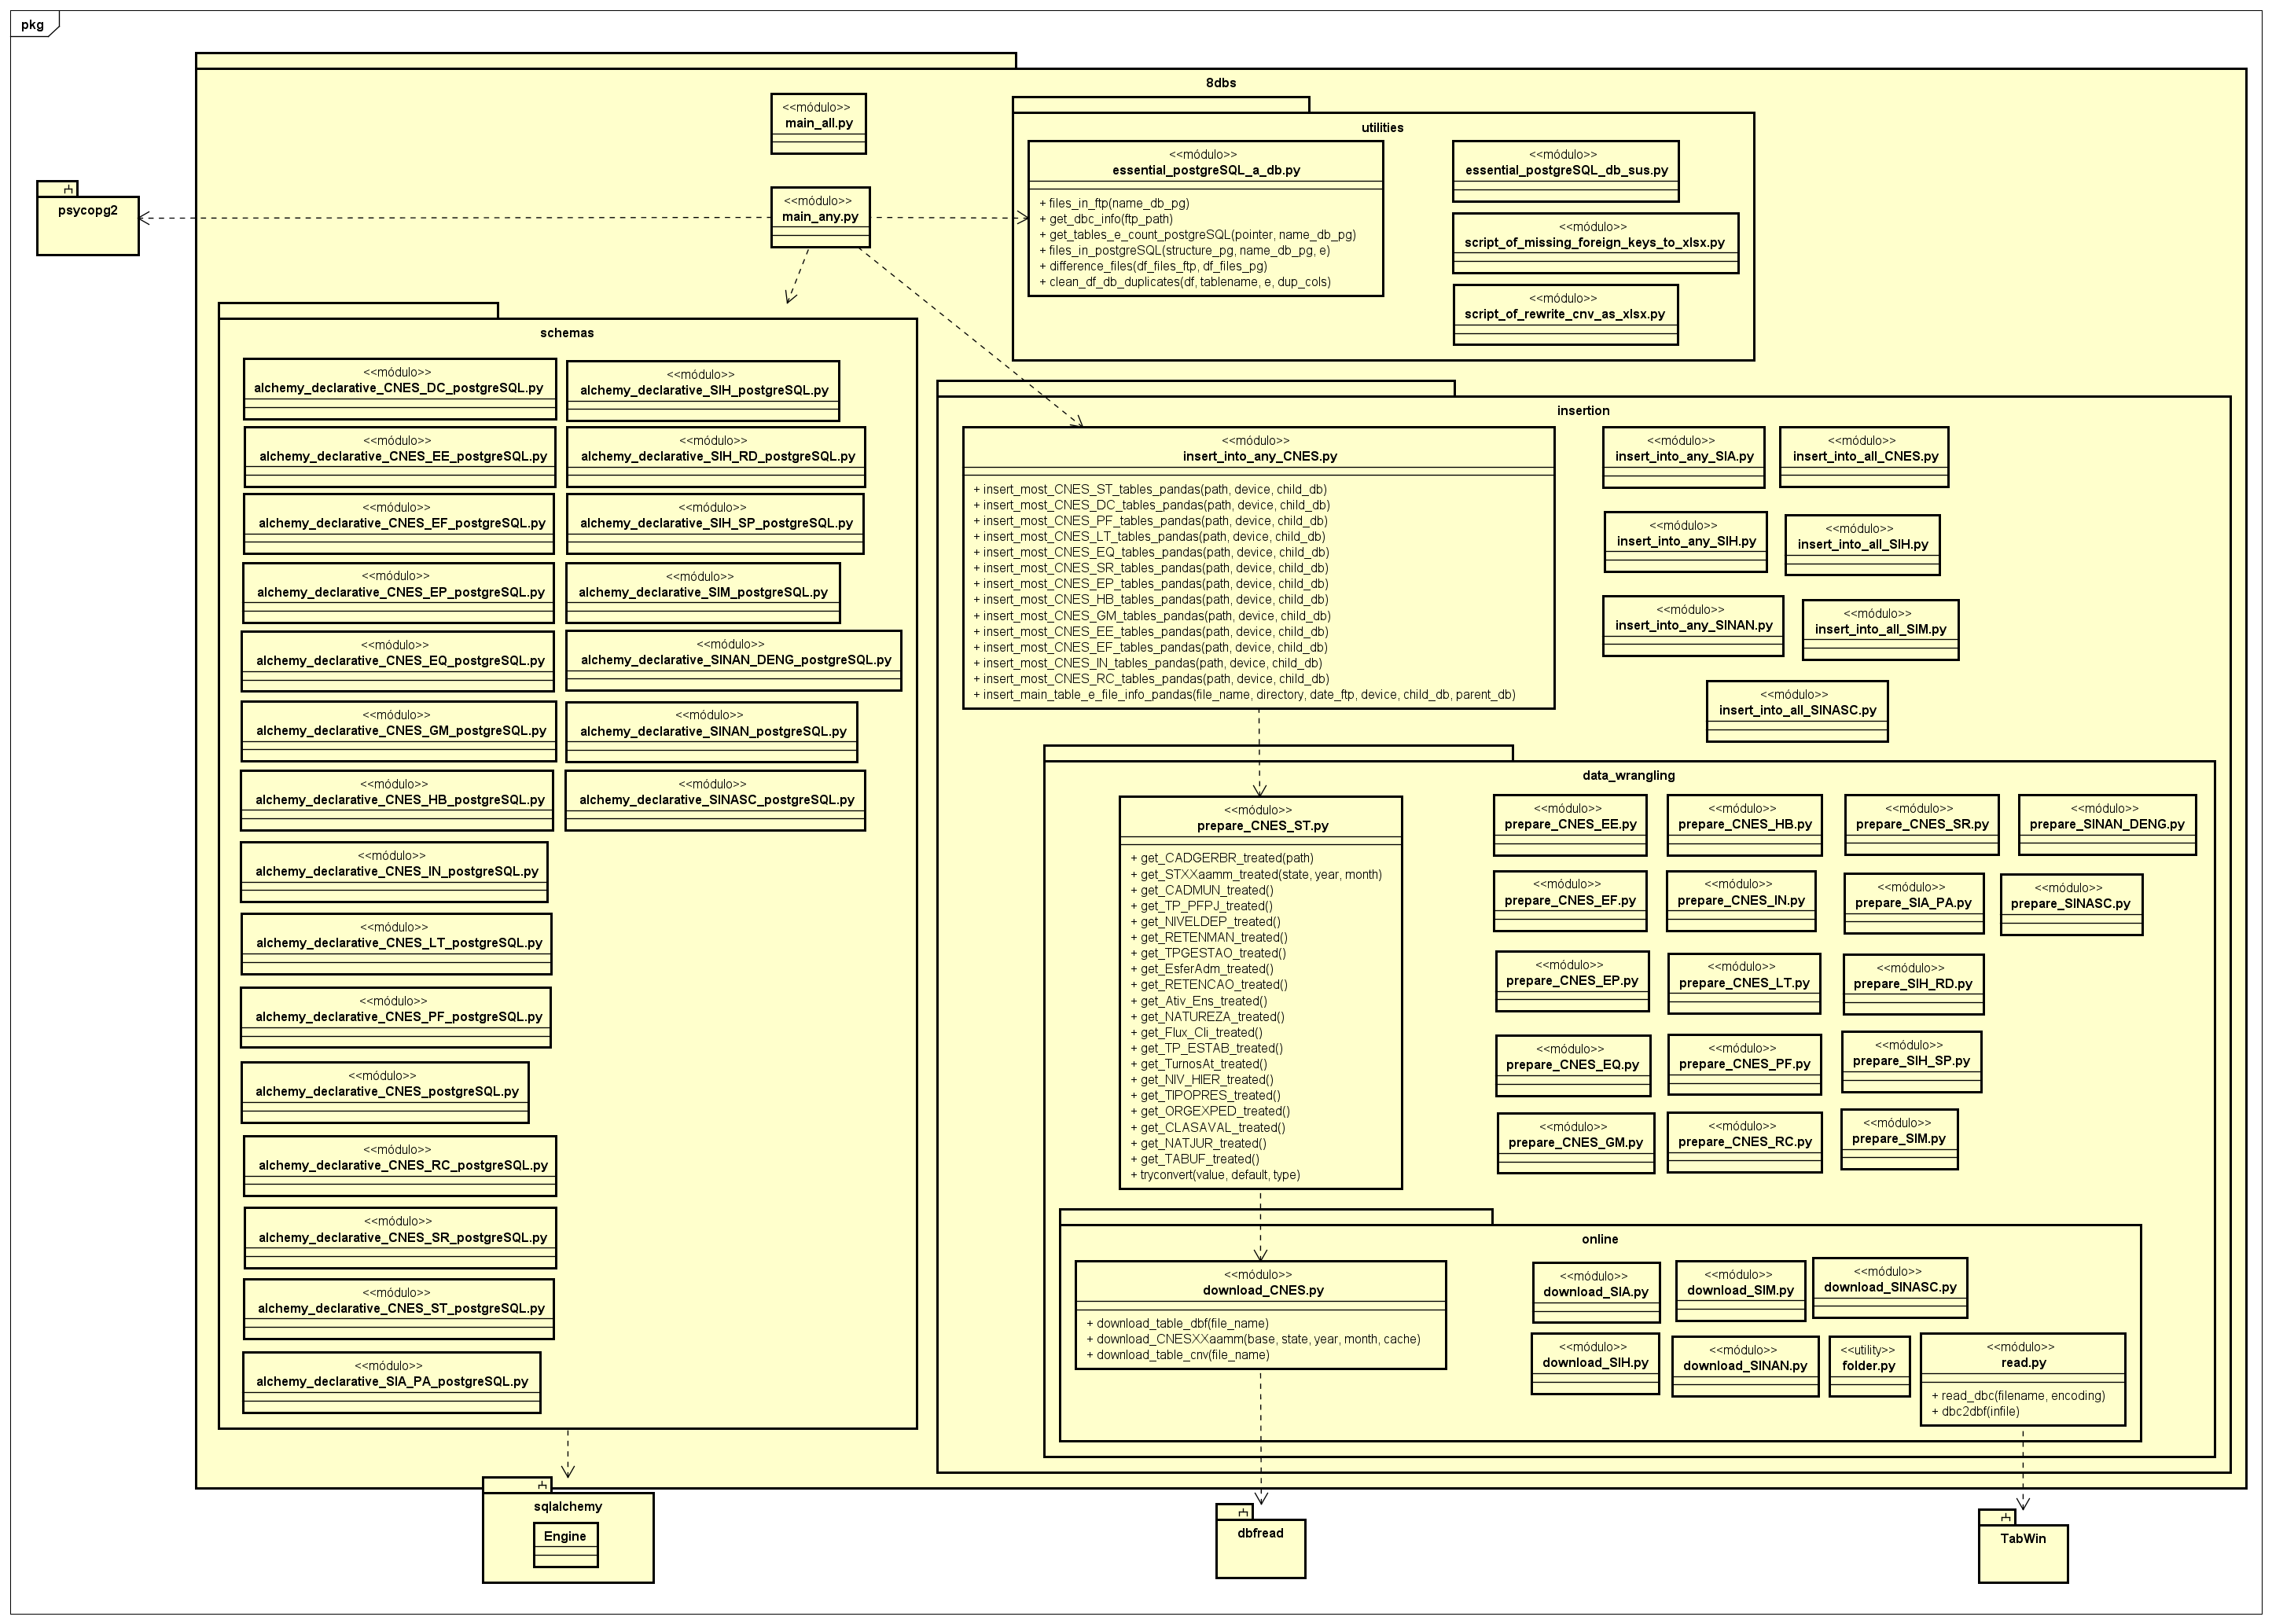 pkg
8dbs
<<módulo>>
main_all.py
<<módulo>>
main_any.py
psycopg2
utilities
<<módulo>>
essential_postgreSQL_a_db.py
+ files_in_ftp(name_db_pg)
+ get_dbc_info(ftp_path)
+ get_tables_e_count_postgreSQL(pointer, name_db_pg)
+ files_in_postgreSQL(structure_pg, name_db_pg, e)
+ difference_files(df_files_ftp, df_files_pg)
+ clean_df_db_duplicates(df, tablename, e, dup_cols)
<<módulo>>
essential_postgreSQL_db_sus.py
<<módulo>>
script_of_missing_foreign_keys_to_xlsx.py
<<módulo>>
script_of_rewrite_cnv_as_xlsx.py
schemas
<<módulo>>
alchemy_declarative_CNES_DC_postgreSQL.py
<<módulo>>
alchemy_declarative_CNES_EE_postgreSQL.py
<<módulo>>
alchemy_declarative_CNES_EF_postgreSQL.py
<<módulo>>
alchemy_declarative_CNES_EP_postgreSQL.py
<<módulo>>
alchemy_declarative_CNES_EQ_postgreSQL.py
<<módulo>>
alchemy_declarative_CNES_GM_postgreSQL.py
<<módulo>>
alchemy_declarative_CNES_HB_postgreSQL.py
<<módulo>>
alchemy_declarative_CNES_IN_postgreSQL.py
<<módulo>>
alchemy_declarative_CNES_LT_postgreSQL.py
<<módulo>>
alchemy_declarative_CNES_PF_postgreSQL.py
<<módulo>>
alchemy_declarative_CNES_postgreSQL.py
<<módulo>>
alchemy_declarative_CNES_RC_postgreSQL.py
<<módulo>>
alchemy_declarative_CNES_SR_postgreSQL.py
<<módulo>>
alchemy_declarative_CNES_ST_postgreSQL.py
<<módulo>>
alchemy_declarative_SIA_PA_postgreSQL.py
<<módulo>>
alchemy_declarative_SIH_postgreSQL.py
<<módulo>>
alchemy_declarative_SIH_RD_postgreSQL.py
<<módulo>>
alchemy_declarative_SIH_SP_postgreSQL.py
<<módulo>>
alchemy_declarative_SIM_postgreSQL.py
<<módulo>>
alchemy_declarative_SINAN_DENG_postgreSQL.py
<<módulo>>
alchemy_declarative_SINAN_postgreSQL.py
<<módulo>>
alchemy_declarative_SINASC_postgreSQL.py
insertion
<<módulo>>
insert_into_any_CNES.py
+ insert_most_CNES_ST_tables_pandas(path, device, child_db)
+ insert_most_CNES_DC_tables_pandas(path, device, child_db)
+ insert_most_CNES_PF_tables_pandas(path, device, child_db)
+ insert_most_CNES_LT_tables_pandas(path, device, child_db)
+ insert_most_CNES_EQ_tables_pandas(path, device, child_db)
+ insert_most_CNES_SR_tables_pandas(path, device, child_db)
+ insert_most_CNES_EP_tables_pandas(path, device, child_db)
+ insert_most_CNES_HB_tables_pandas(path, device, child_db)
+ insert_most_CNES_GM_tables_pandas(path, device, child_db)
+ insert_most_CNES_EE_tables_pandas(path, device, child_db)
+ insert_most_CNES_EF_tables_pandas(path, device, child_db)
+ insert_most_CNES_IN_tables_pandas(path, device, child_db)
+ insert_most_CNES_RC_tables_pandas(path, device, child_db)
+ insert_main_table_e_file_info_pandas(file_name, directory, date_ftp, device, child_db, parent_db)
<<módulo>>
insert_into_any_SIA.py
<<módulo>>
insert_into_all_CNES.py
<<módulo>>
insert_into_any_SIH.py
<<módulo>>
insert_into_all_SIH.py
<<módulo>>
insert_into_any_SINAN.py
<<módulo>>
insert_into_all_SIM.py
<<módulo>>
insert_into_all_SINASC.py
data_wrangling
<<módulo>>
prepare_CNES_ST.py
+ get_CADGERBR_treated(path)
+ get_STXXaamm_treated(state, year, month)
+ get_CADMUN_treated()
+ get_TP_PFPJ_treated()
+ get_NIVELDEP_treated()
+ get_RETENMAN_treated()
+ get_TPGESTAO_treated()
+ get_EsferAdm_treated()
+ get_RETENCAO_treated()
+ get_Ativ_Ens_treated()
+ get_NATUREZA_treated()
+ get_Flux_Cli_treated()
+ get_TP_ESTAB_treated()
+ get_TurnosAt_treated()
+ get_NIV_HIER_treated()
+ get_TIPOPRES_treated()
+ get_ORGEXPED_treated()
+ get_CLASAVAL_treated()
+ get_NATJUR_treated()
+ get_TABUF_treated()
+ tryconvert(value, default, type)
<<módulo>>
prepare_CNES_EE.py
<<módulo>>
prepare_CNES_HB.py
<<módulo>>
prepare_CNES_SR.py
<<módulo>>
prepare_SINAN_DENG.py
<<módulo>>
prepare_CNES_EF.py
<<módulo>>
prepare_CNES_IN.py
<<módulo>>
prepare_SIA_PA.py
<<módulo>>
prepare_SINASC.py
<<módulo>>
prepare_CNES_EP.py
<<módulo>>
prepare_CNES_LT.py
<<módulo>>
prepare_SIH_RD.py
<<módulo>>
prepare_CNES_EQ.py
<<módulo>>
prepare_CNES_PF.py
<<módulo>>
prepare_SIH_SP.py
<<módulo>>
prepare_CNES_GM.py
<<módulo>>
prepare_CNES_RC.py
<<módulo>>
prepare_SIM.py
online
<<módulo>>
download_CNES.py
+ download_table_dbf(file_name)
+ download_CNESXXaamm(base, state, year, month, cache)
+ download_table_cnv(file_name)
<<módulo>>
download_SIA.py
<<módulo>>
download_SIM.py
<<módulo>>
download_SINASC.py
<<módulo>>
download_SIH.py
<<módulo>>
download_SINAN.py
<<utility>>
folder.py
<<módulo>>
read.py
+ read_dbc(filename, encoding)
+ dbc2dbf(infile)
sqlalchemy
Engine
dbfread
TabWin